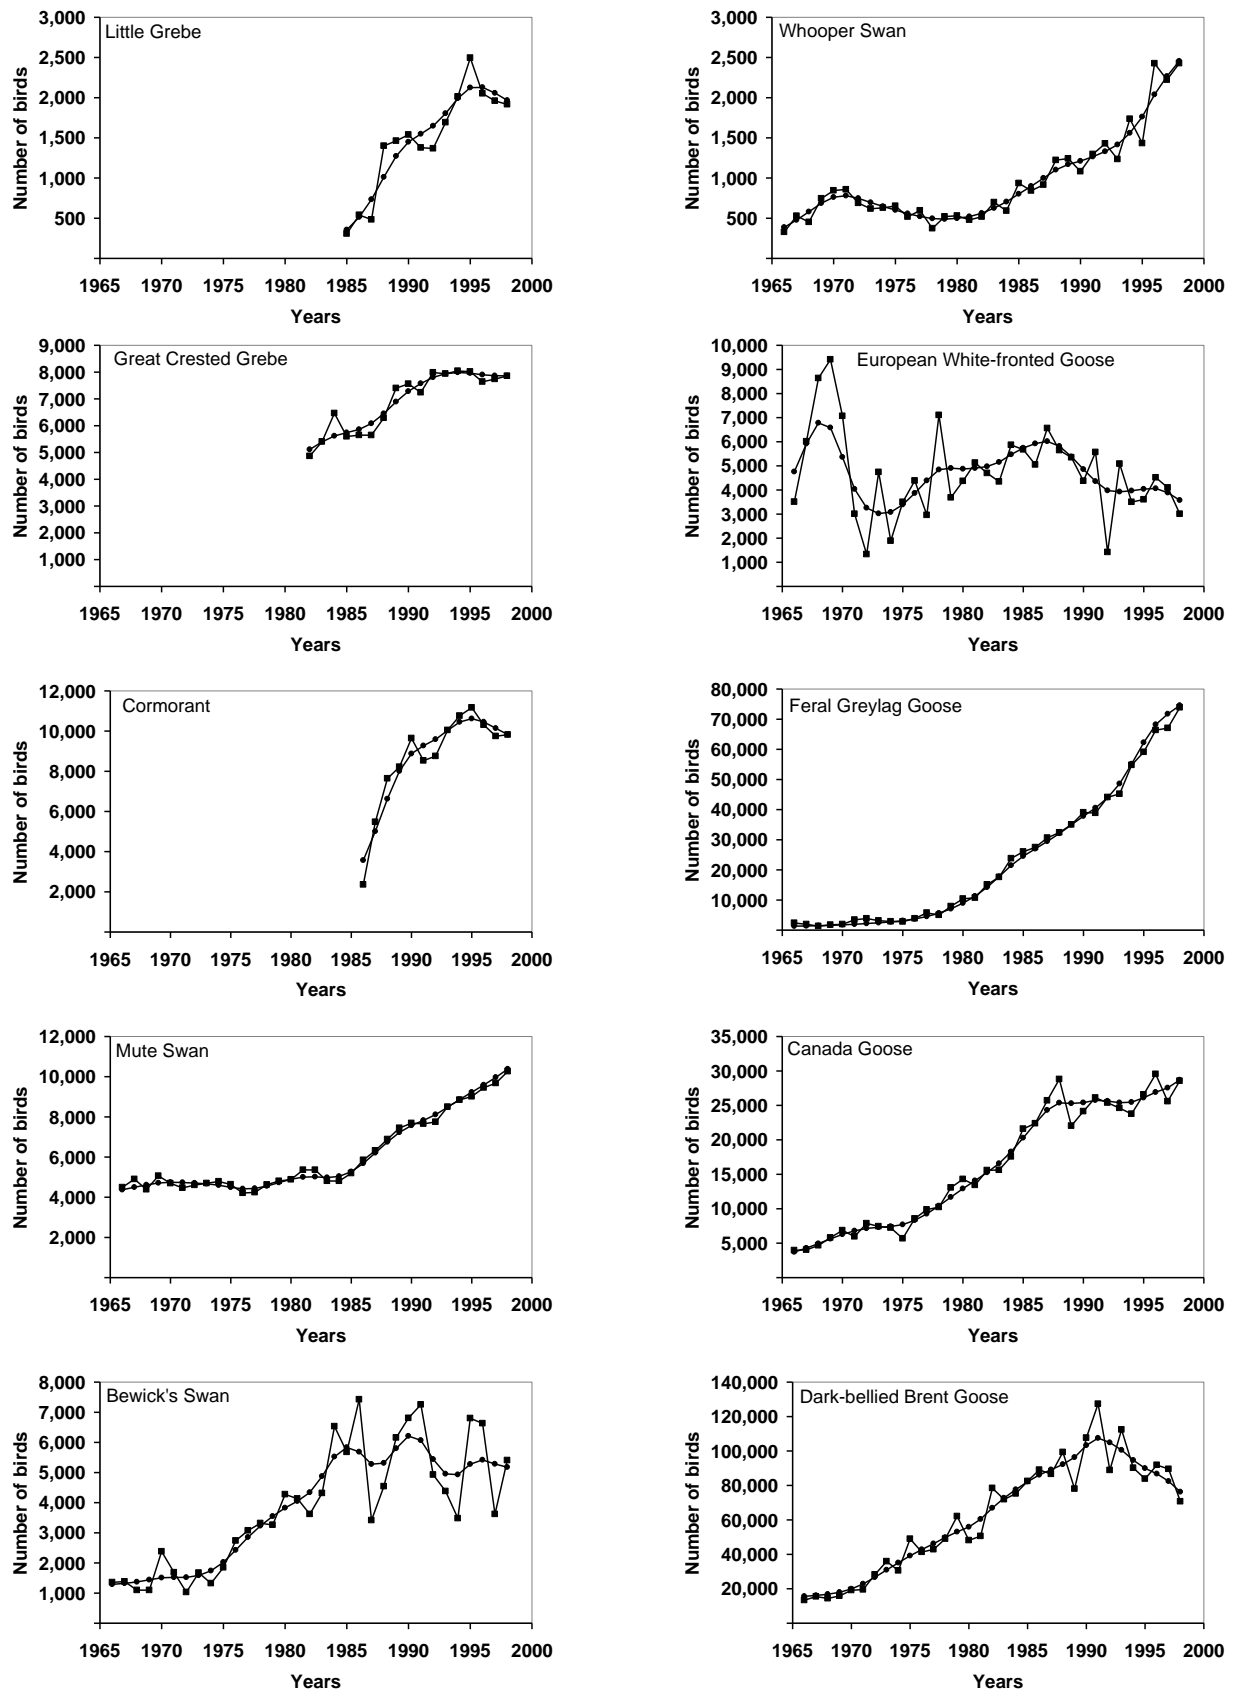 Little Grebe
Number of birds
3,000
2,500
2,000
1,500
1,000
500
1965 1970 1975 1980 1985 1990 1995 2000
Years
Whooper Swan
Number of birds
3,000
2,500
2,000
1,500
1,000
500
1965 1970 1975 1980 1985 1990 1995 2000
Years
Great Crested Grebe
Number of birds
9,000
8,000
7,000
6,000
5,000
4,000
3,000
2,000
1,000
1965 1970 1975 1980 1985 1990 1995 2000
Years
European White-fronted Goose
Number of birds
10,000
9,000
8,000
7,000
6,000
5,000
4,000
3,000
2,000
1,000
1965 1970 1975 1980 1985 1990 1995 2000
Years
Cormorant
Number of birds
12,000
10,000
8,000
6,000
4,000
2,000
1965 1970 1975 1980 1985 1990 1995 2000
Years
Feral Greylag Goose
Number of birds
80,000
70,000
60,000
50,000
40,000
30,000
20,000
10,000
1965 1970 1975 1980 1985 1990 1995 2000
Years
Mute Swan
Number of birds
12,000
10,000
8,000
6,000
4,000
2,000
1965 1970 1975 1980 1985 1990 1995 2000
Years
Canada Goose
Number of birds
35,000
30,000
25,000
20,000
15,000
10,000
5,000
1965 1970 1975 1980 1985 1990 1995 2000
Years
Bewick's Swan
Number of birds
8,000
7,000
6,000
5,000
4,000
3,000
2,000
1,000
1965 1970 1975 1980 1985 1990 1995 2000
Years
Dark-bellied Brent Goose
Number of birds
140,000
120,000
100,000
80,000
60,000
40,000
20,000
1965 1970 1975 1980 1985 1990 1995 2000
Years